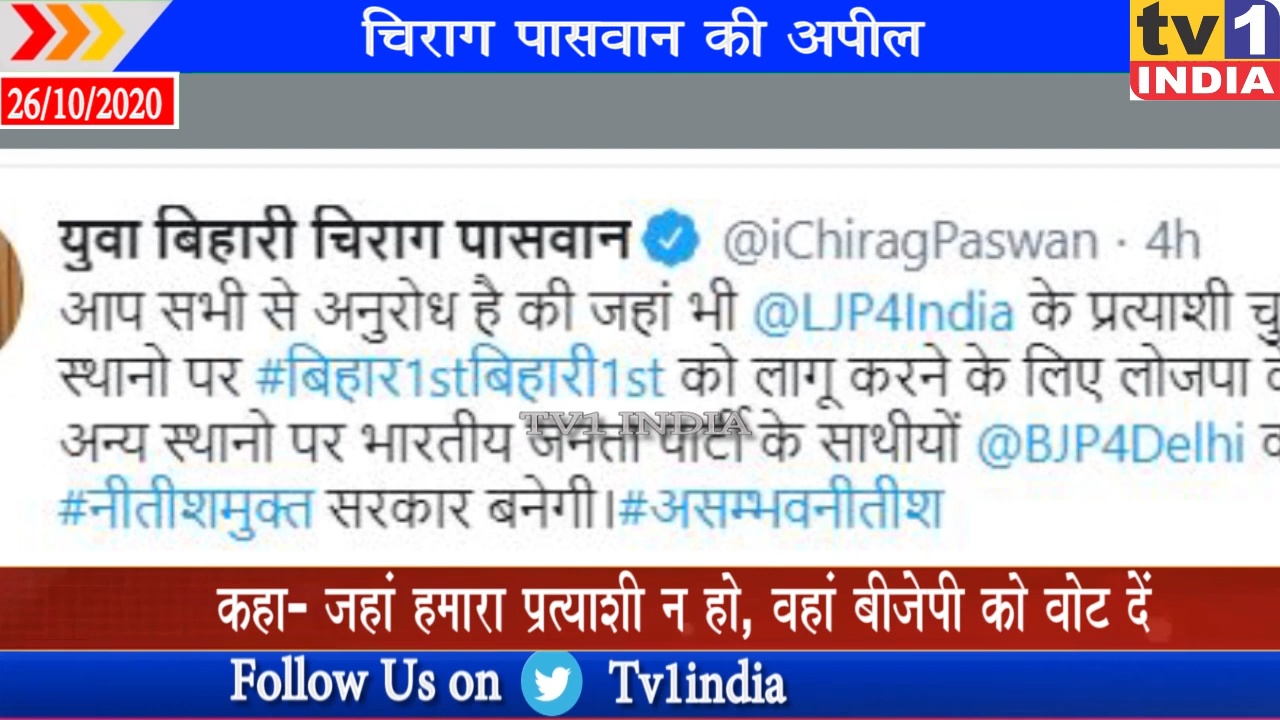 चिराग पासवान की अपील
tv1
INDIA
26/10/2020
युवा बिहारी चिराग पासवान @iChiragPaswan · 4h
आप सभी से अनुरोध है की जहां भी @LJP4India के प्रत्याशी
स्थानो पर #बिहार1stबिहारी1st को लागू करने के लिए लोजपा
अन्य स्थानो पर भारतीय जनता पार्टी के साथीयों @BJP4Delhi
TV1 INDIA
#नीतीशमुक्त सरकार बनेगी।#असम्भवनीतीश
कहा- जहां हमारा प्रत्याशी न हो, वहां बीजेपी को वोट दें
Follow Us on Tv1india